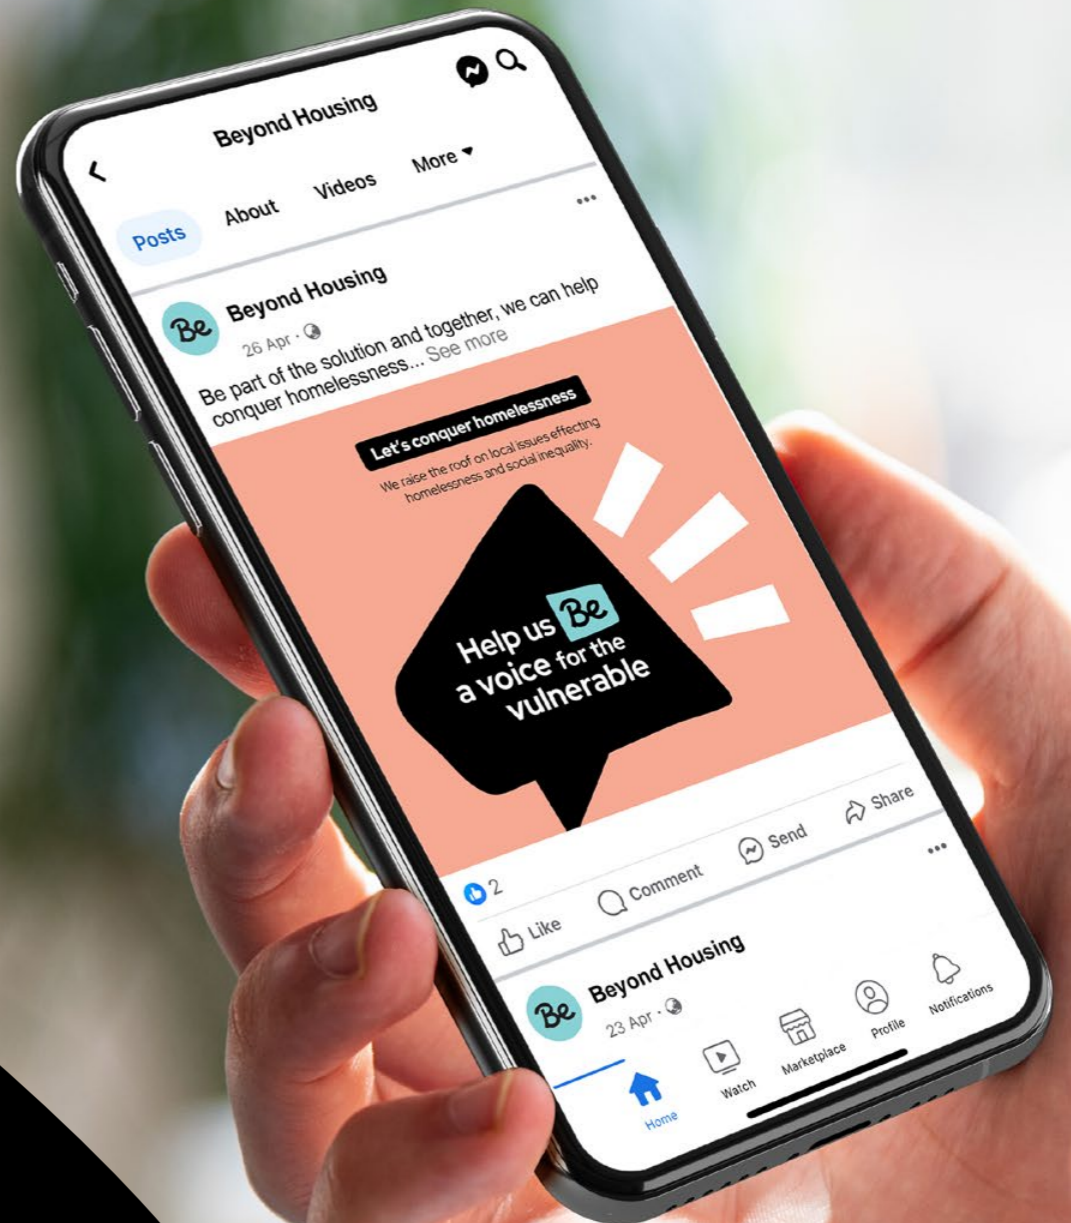 Beyond Housing
Posts
About
Videos
More
Be
Beyond Housing
26 Apr ·
Be part of the solution and together, we can help
conquer homelessness... See more
Let's conquer homelessness
We raise the roof on local issues effecting
homelessness and social inequality.
Help us Be
a voice for the
vulnerable
2
Like
Comment
Send
Share
Be
Beyond Housing
23 Apr ·
Home
Watch
Marketplace
Profile
Notifications